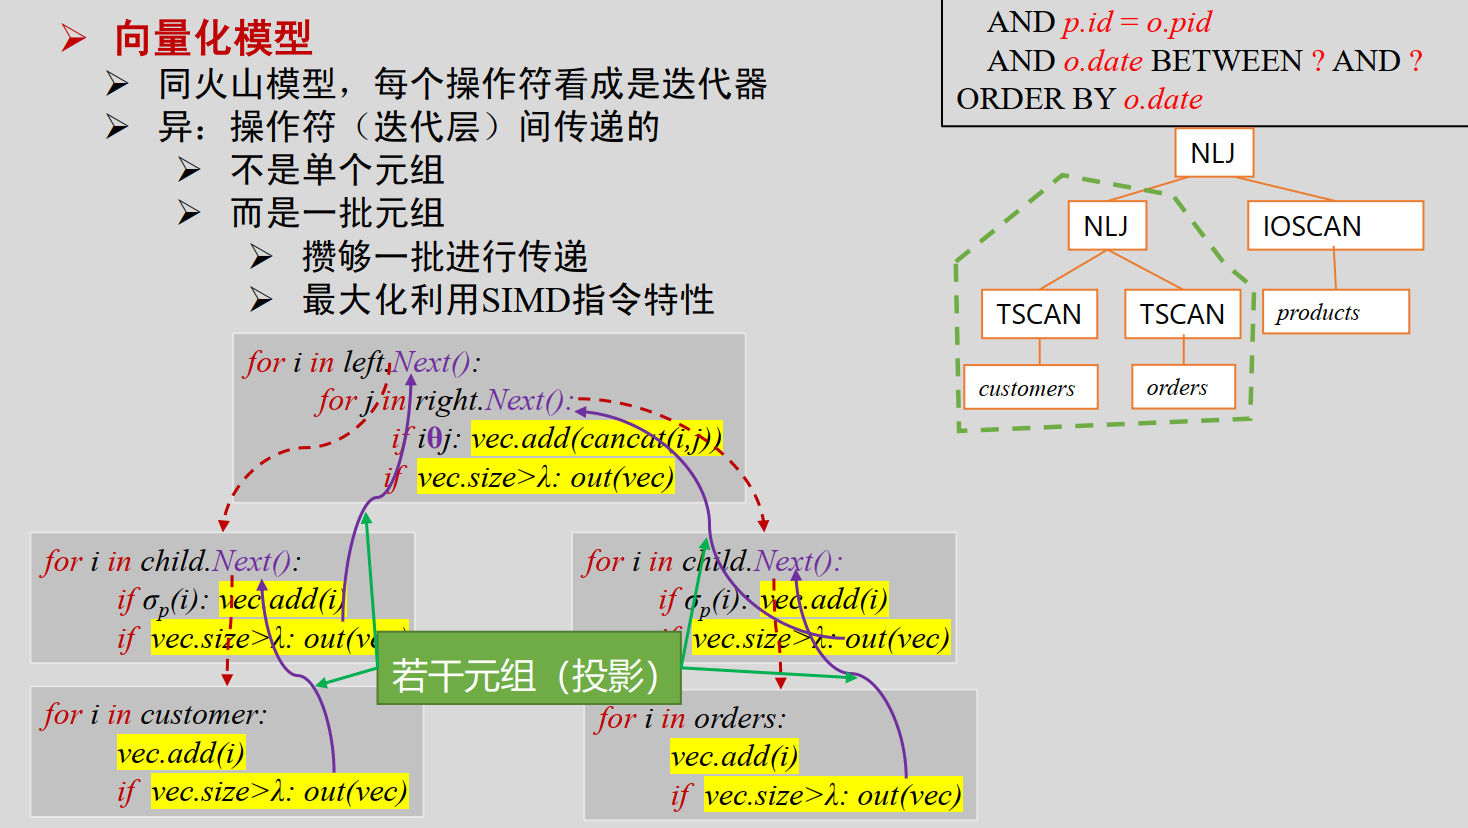 向量化模型
同火山模型，每个操作符看成是迭代器
异：操作符（迭代层）间传递的
不是单个元组
而是一批元组
攒够一批进行传递
最大化利用SIMD指令特性
AND p.id = o.pid
AND o.date BETWEEN ? AND ?
ORDER BY o.date
NLJ
NLJ
IOSCAN
TSCAN
TSCAN
products
customers
orders
for i in left.Next():
for j in right.Next():
if iθj: vec.add(cancat(i,j))
if vec.size>λ: out(vec)
for i in child.Next():
if σp(i): vec.add(i)
if vec.size>λ: out(vec)
for i in child.Next():
if σp(i): vec.add(i)
if vec.size>λ: out(vec)
若干元组（投影）
for i in customer:
vec.add(i)
if vec.size>λ: out(vec)
for i in orders:
vec.add(i)
if vec.size>λ: out(vec)